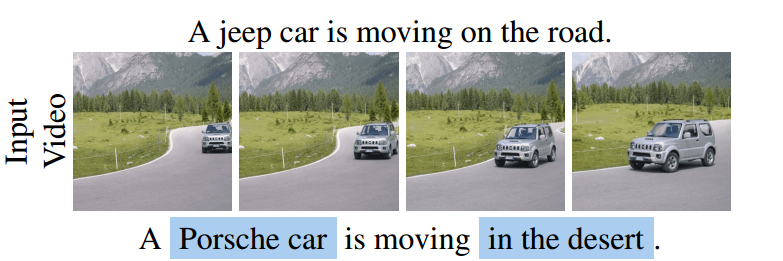 A jeep car is moving on the road.
Input
Video
A Porsche car is moving in the desert.